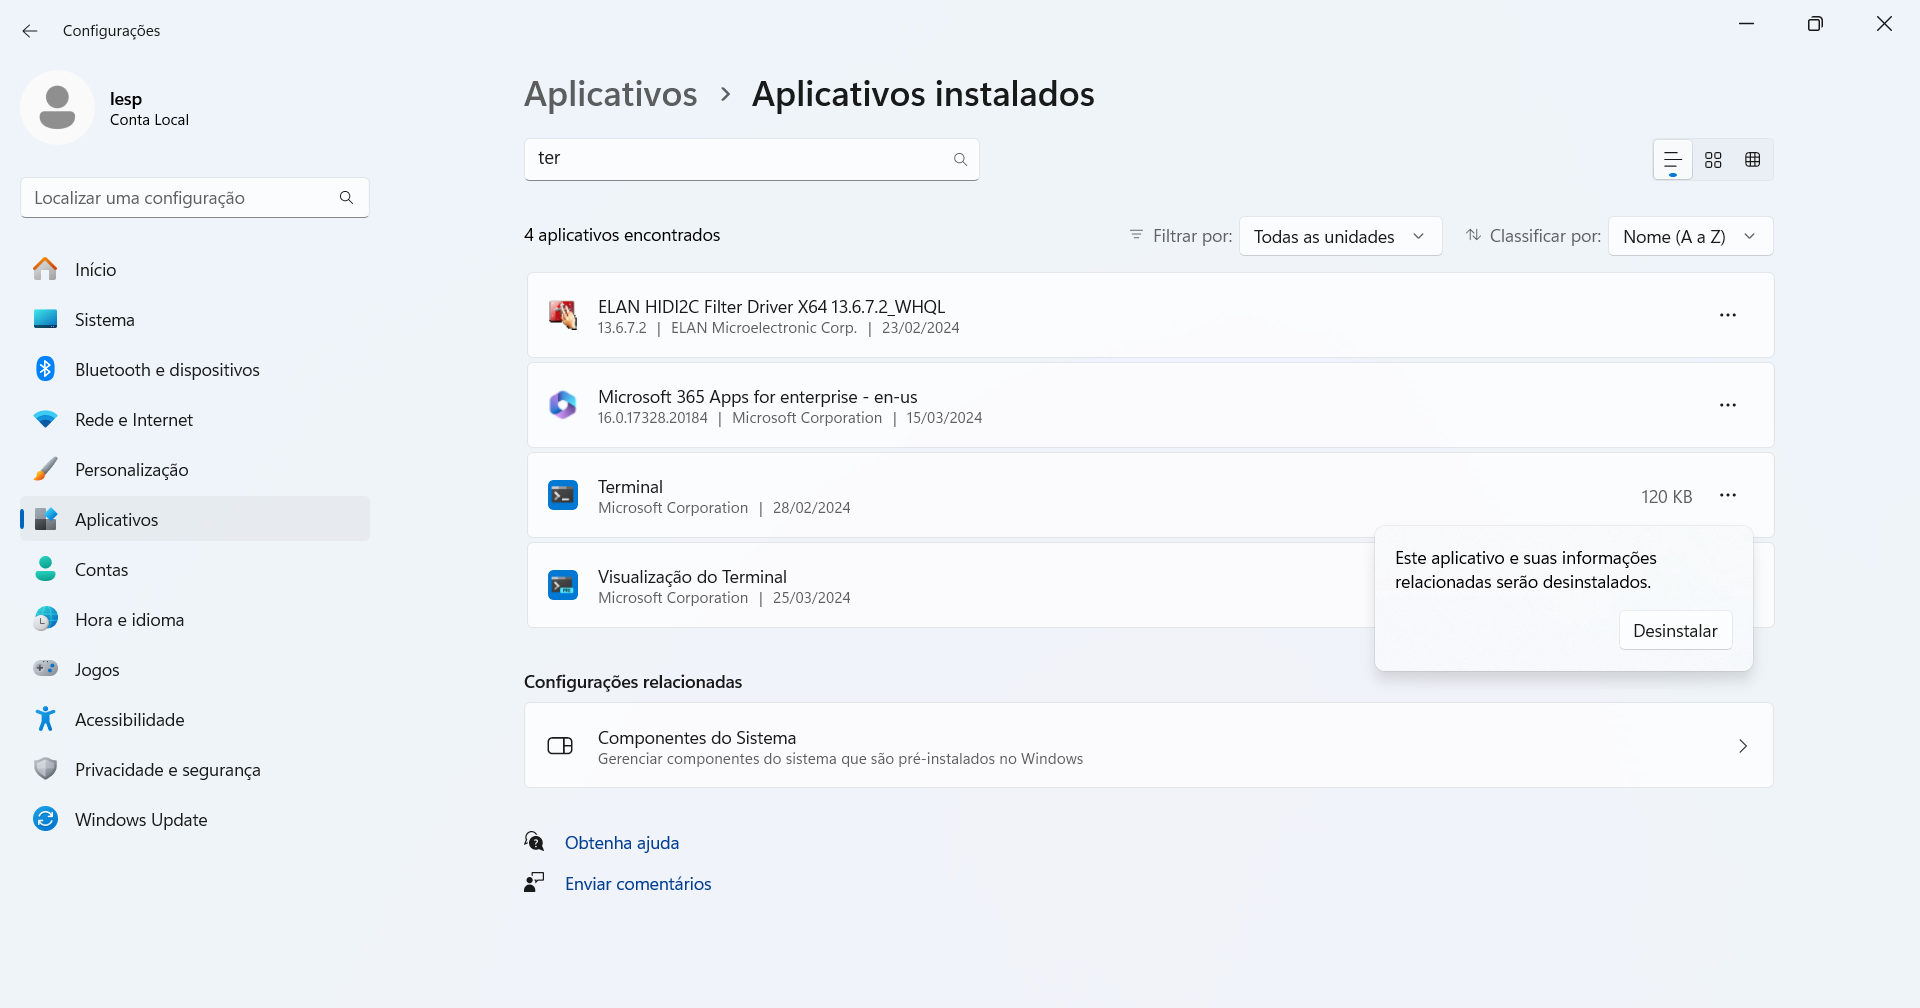 Configurações
lesp
Conta Local
Localizar uma configuração
Início
Sistema
Bluetooth e dispositivos
Rede e Internet
Personalização
Aplicativos
Contas
Hora e idioma
Jogos
Acessibilidade
Privacidade e segurança
Windows Update
Aplicativos > Aplicativos instalados
ter
4 aplicativos encontrados
Filtrar por: Todas as unidades
Classificar por: Nome (A a Z)
ELAN HIDI2C Filter Driver X64 13.6.7.2_WHQL
13.6.7.2 | ELAN Microelectronic Corp. | 23/02/2024
Microsoft 365 Apps for enterprise - en-us
16.0.17328.20184 | Microsoft Corporation | 15/03/2024
Terminal
Microsoft Corporation | 28/02/2024
120 KB
Visualização do Terminal
Microsoft Corporation | 25/03/2024
Este aplicativo e suas informações
relacionadas serão desinstalados.
Desinstalar
Configurações relacionadas
Componentes do Sistema
Gerenciar componentes do sistema que são pré-instalados no Windows
Obtenha ajuda
Enviar comentários